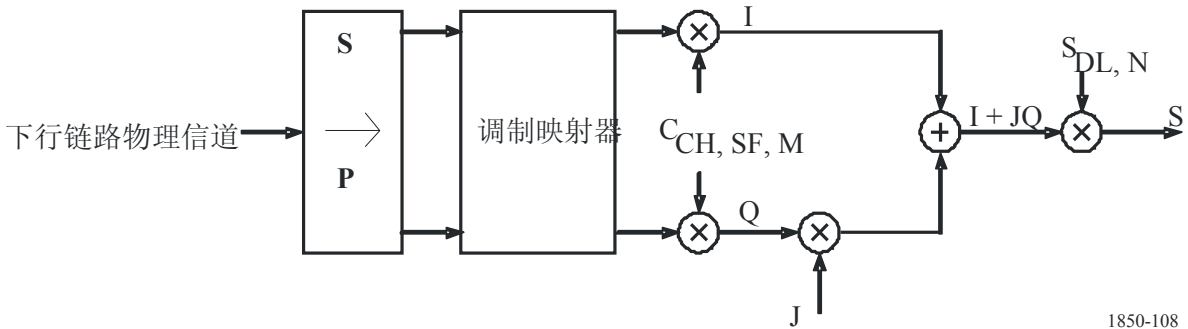 S
I
S DL, N
下行链路物理信道
调制映射器
C CH, SF, M
I + JQ
S
P
Q
J
1850-108